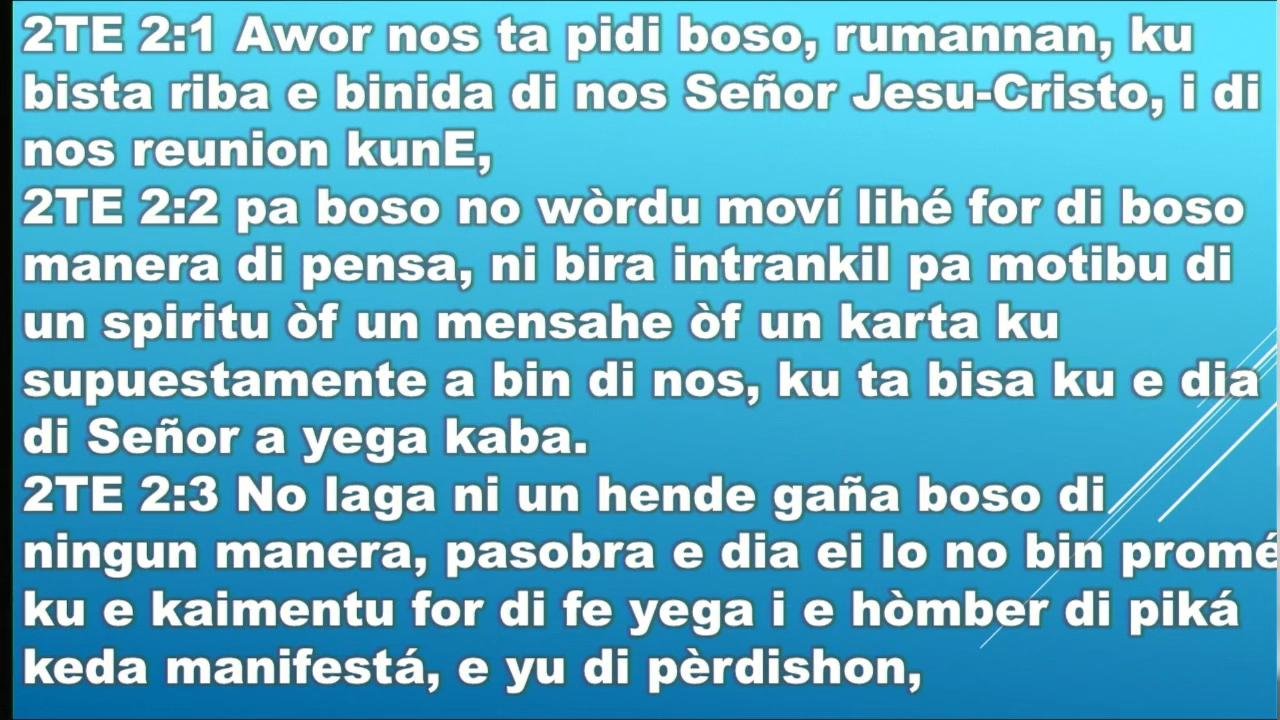 2TE 2:1 Awor nos ta pidi boso, rumannan, ku
bista riba e binida di nos Señor Jesu-Cristo, i di
nos reunion kunE,
2TE 2:2 pa boso no wòrdu moví lihé for di boso
manera di pensa, ni bira intrankil pa motibu di
un spiritu òf un mensahe òf un karta ku
supuestamente a bin di nos, ku ta bisa ku e dia
di Señor a yega kaba.
2TE 2:3 No laga ni un hende gaña boso di
ningun manera, pasobra e dia ei lo no bin promé
ku e kaimentu for di fe yega i e hòmber di piká
keda manifestá, e yu di pèrdishon,